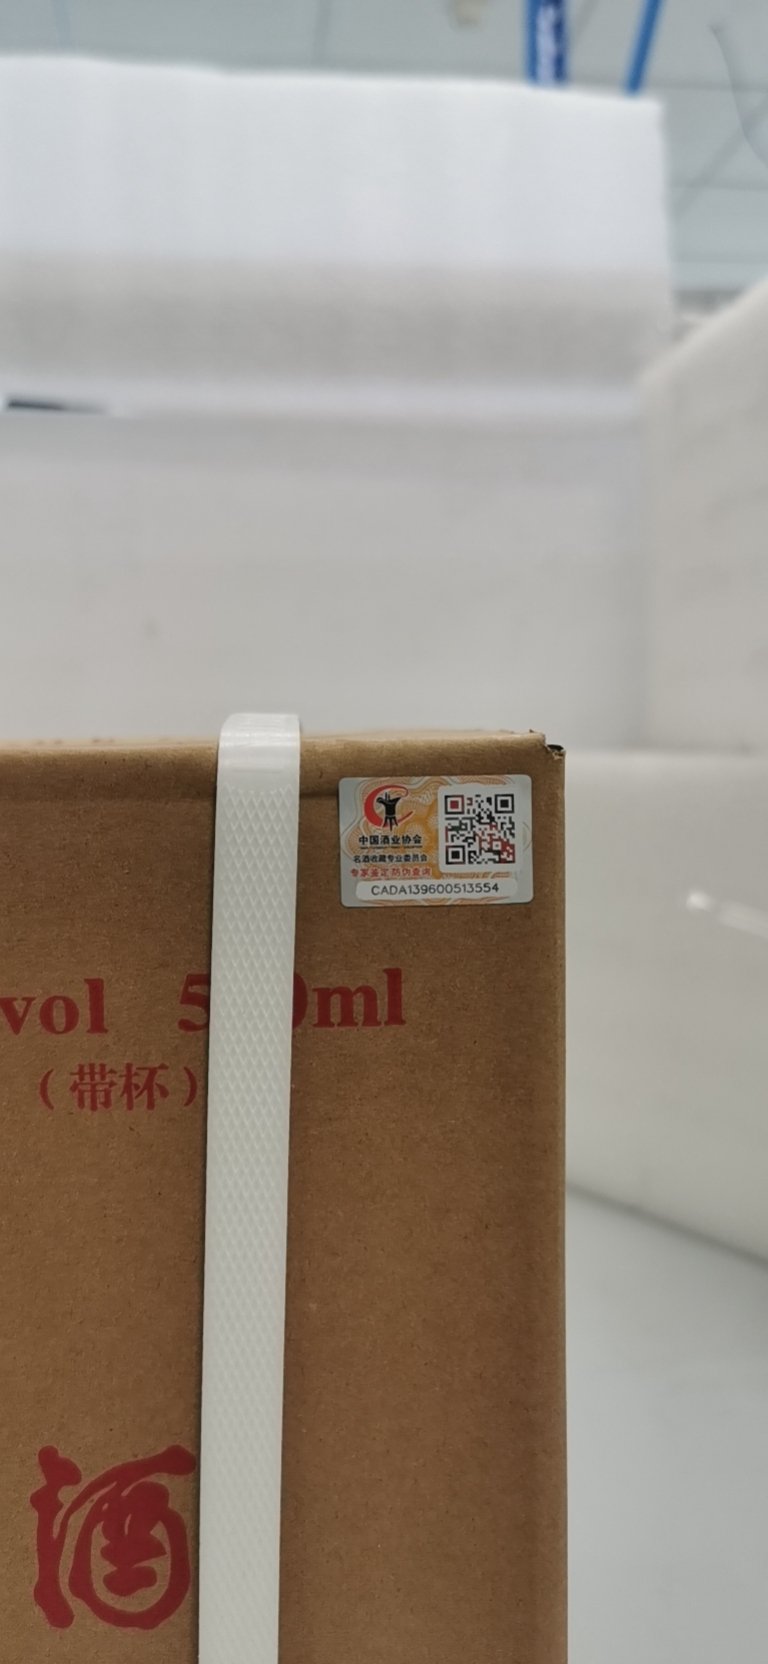 中国酒业协会
名酒收藏专业委员会
专家鉴定防伪查询
CADA139600513554
vol 500ml
（带杯）
酒